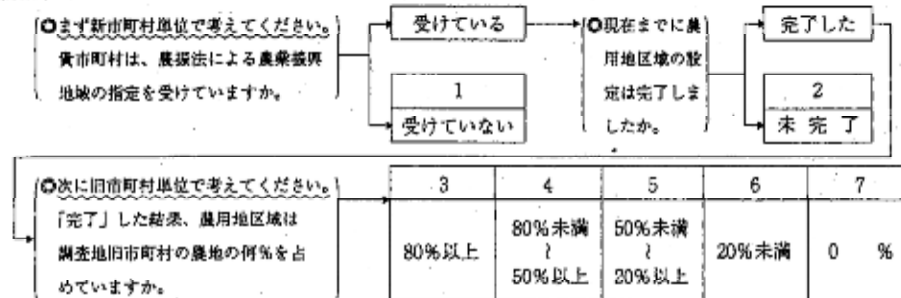 ◎まず新市町村単位で考えてください。
貴市町村は、農振法による農業振興
地域の指定を受けていますか。
受けている
1
受けていない
◎現在までに農
用地区域の設
定は完了しま
したか。
完了した
2
未完了
◎次に旧市町村単位で考えてください。
「完了」した結果、農用地区域は
調査地旧市町村の農地の何%を占
めていますか。
3
80%以上
4
80%未満
~
50%以上
5
50%未満
~
20%以上
6
20%未満
7
0 %